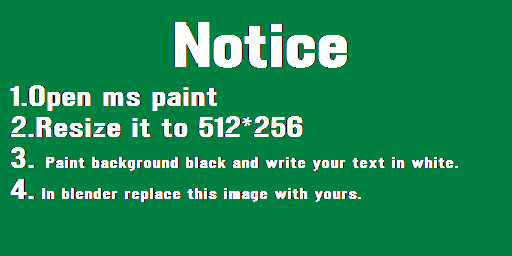 Notice
1.Open ms paint
2.Resize it to 512*256
3. Paint background black and write your text in white.
4. In blender replace this image with yours.